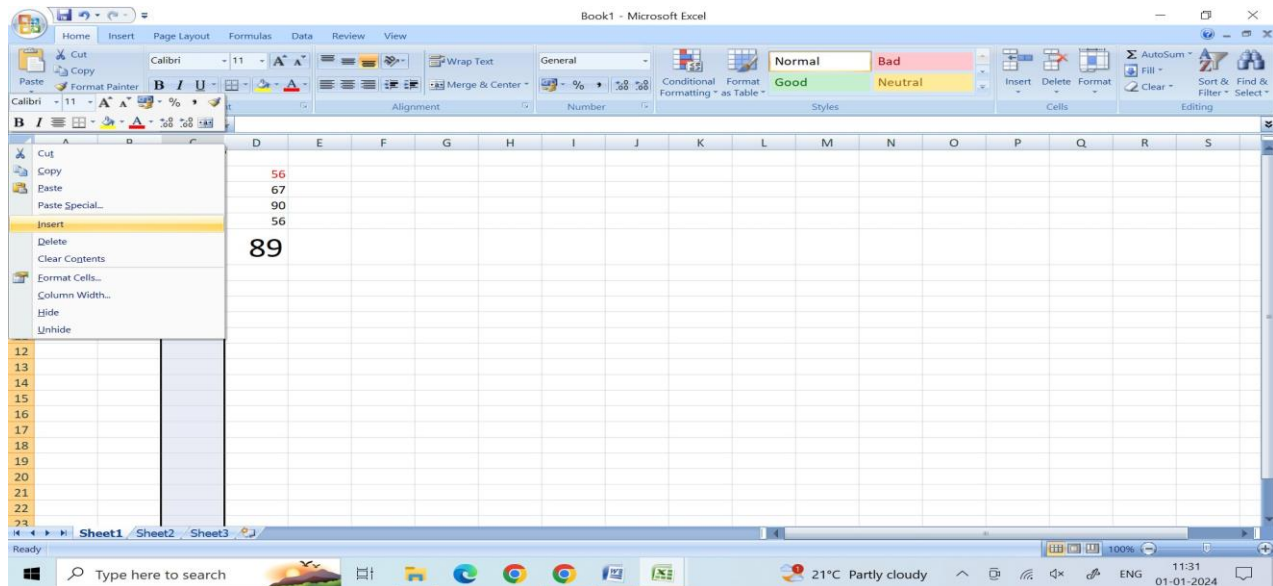 Book1 - Microsoft Excel
Home Insert Page Layout Formulas Data Review View
Cut
Copy
Format Painter
Paste
Calibri 11 A A
B I U A
Wrap Text
Merge & Center
Alignment
General
% ,
Number
Conditional Formatting
Format as Table
Normal Bad
Good Neutral
Styles
Insert Delete Format
Cells
AutoSum
Fill
Clear
Sort & Filter
Find & Select
Editing
Calibri 11 A A % ,
B I A
D E F G H I J K L M N O P Q R S
Cut
Copy
Paste
Paste Special...
Insert
Delete
Clear Contents
Format Cells...
Column Width...
Hide
Unhide
56
67
90
56
89
12
13
14
15
16
17
18
19
20
21
22
23
Sheet1 Sheet2 Sheet3
Ready
100%
Type here to search
21°C Partly cloudy
ENG
11:31
01-01-2024